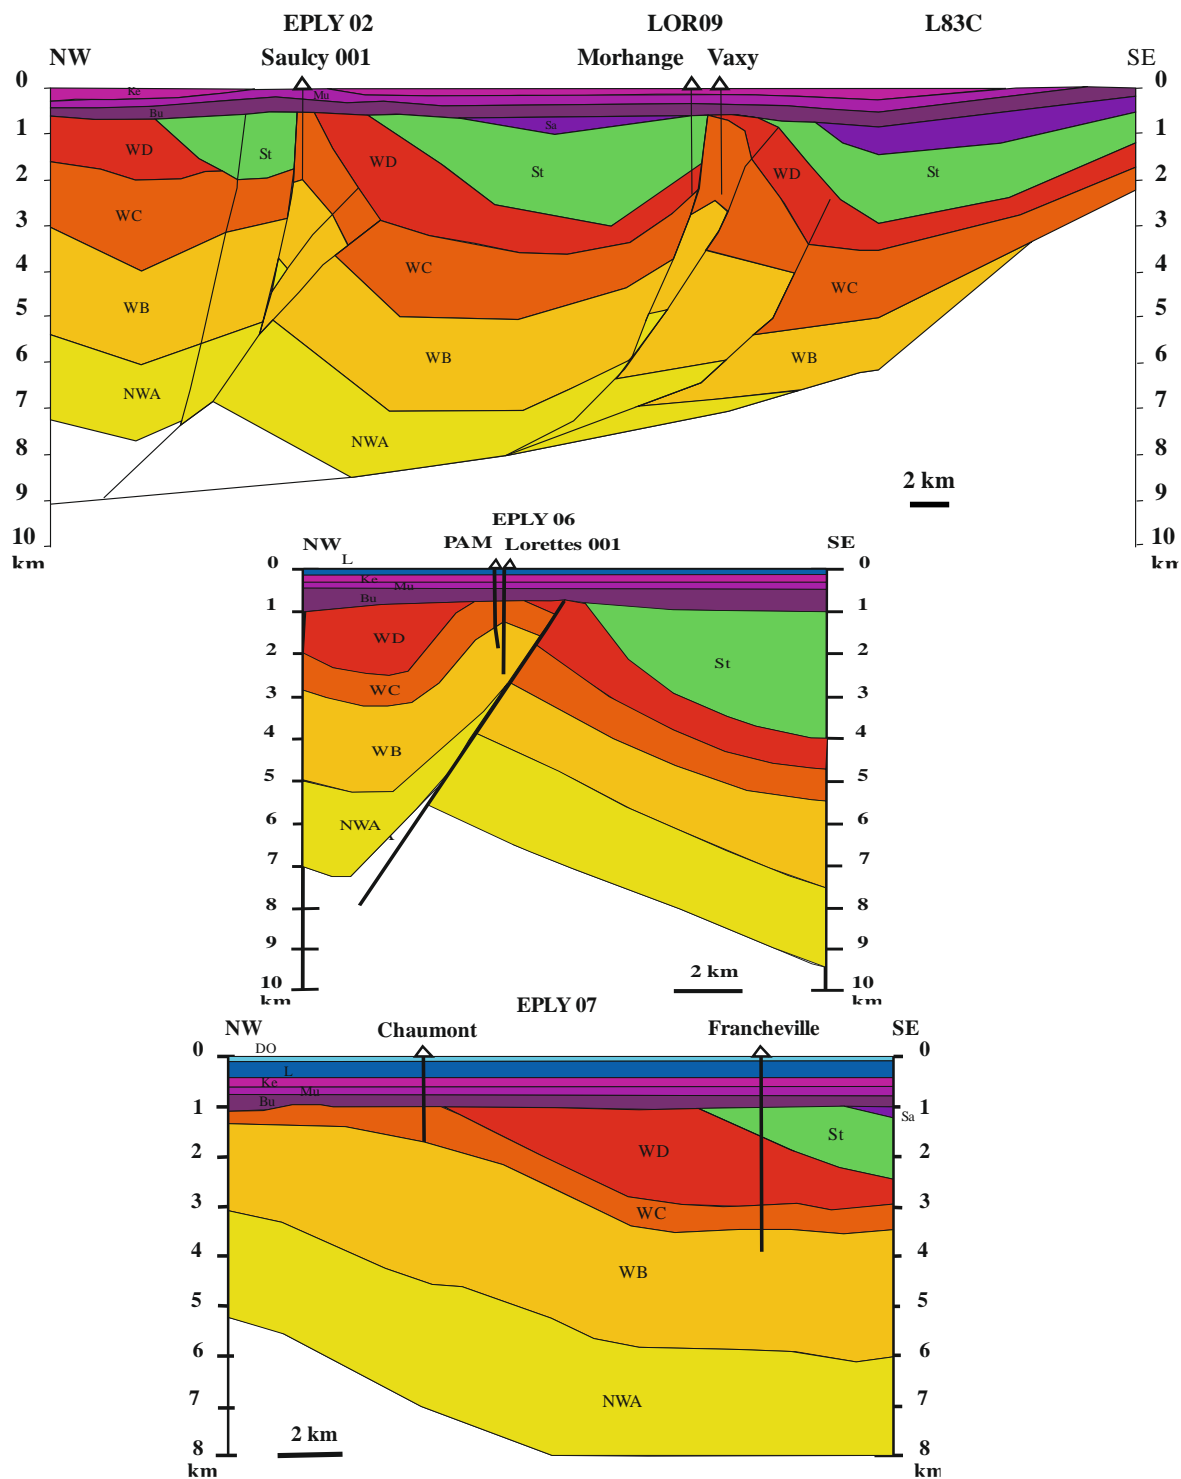 EPLY 02 LOR09 L83C
NW Saulcy 001 Morhange Vaxy SE
0 Ke Mu 0
Bu Sa
1 WD St WD St WD St 1
2 2
3 WC 3
4 WC WC 4
5 WB 5
6 WB WB 6
7 NWA 7
8 NWA 8
9 2 km 9
10 10
km km
EPLY 06
NW PAM Lorettes 001 SE
L
0 0
Ke Mu
Bu
1 1
2 WD St 2
3 WC 3
4 WB 4
5 5
6 NWA 6
7 7
8 8
9 9
2 km
10 10
km km
EPLY 07
NW Chaumont Francheville SE
0 DO 0
L
Ke Mu
Bu
1 Sa 1
St
2 WD 2
3 WC 3
4 WB 4
5 5
6 6
7 NWA 7
2 km
8 8
km km